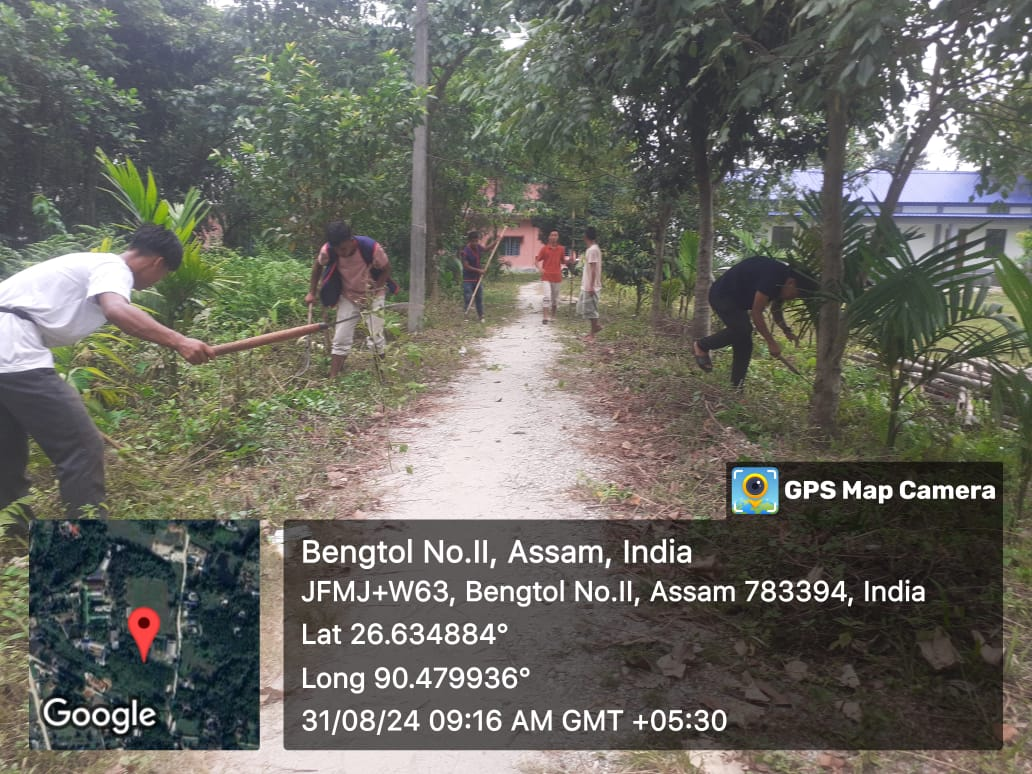 GPS Map Camera
Bengtol No.II, Assam, India
JFMJ+W63, Bengtol No.II, Assam 783394, India
Lat 26.634884°
Long 90.479936°
31/08/24 09:16 AM GMT +05:30
Google